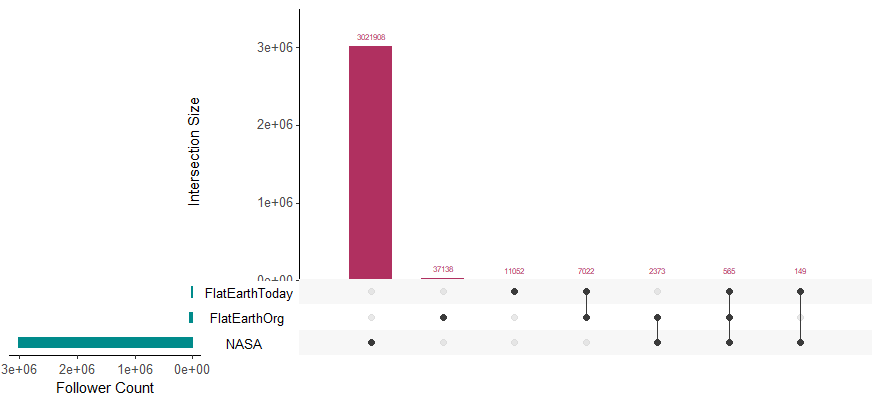 3021908
3e+06
2e+06
Intersection Size
1e+06
37138 11052 7022 2373 565 149
0e+00
FlatEarthToday
FlatEarthOrg
NASA
3e+06 2e+06 1e+06 0e+00
Follower Count